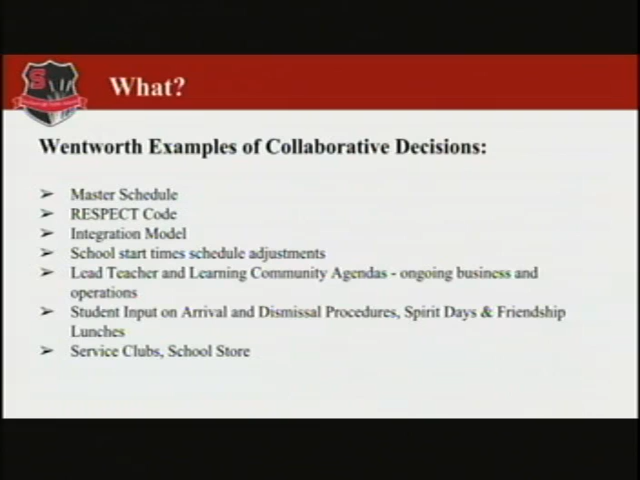 S
What?
Wentworth Examples of Collaborative Decisions:
➢ Master Schedule
➢ RESPECT Code
➢ Integration Model
➢ School start times schedule adjustments
➢ Lead Teacher and Learning Community Agendas - ongoing business and
operations
➢ Student Input on Arrival and Dismissal Procedures, Spirit Days & Friendship
Lunches
➢ Service Clubs, School Store